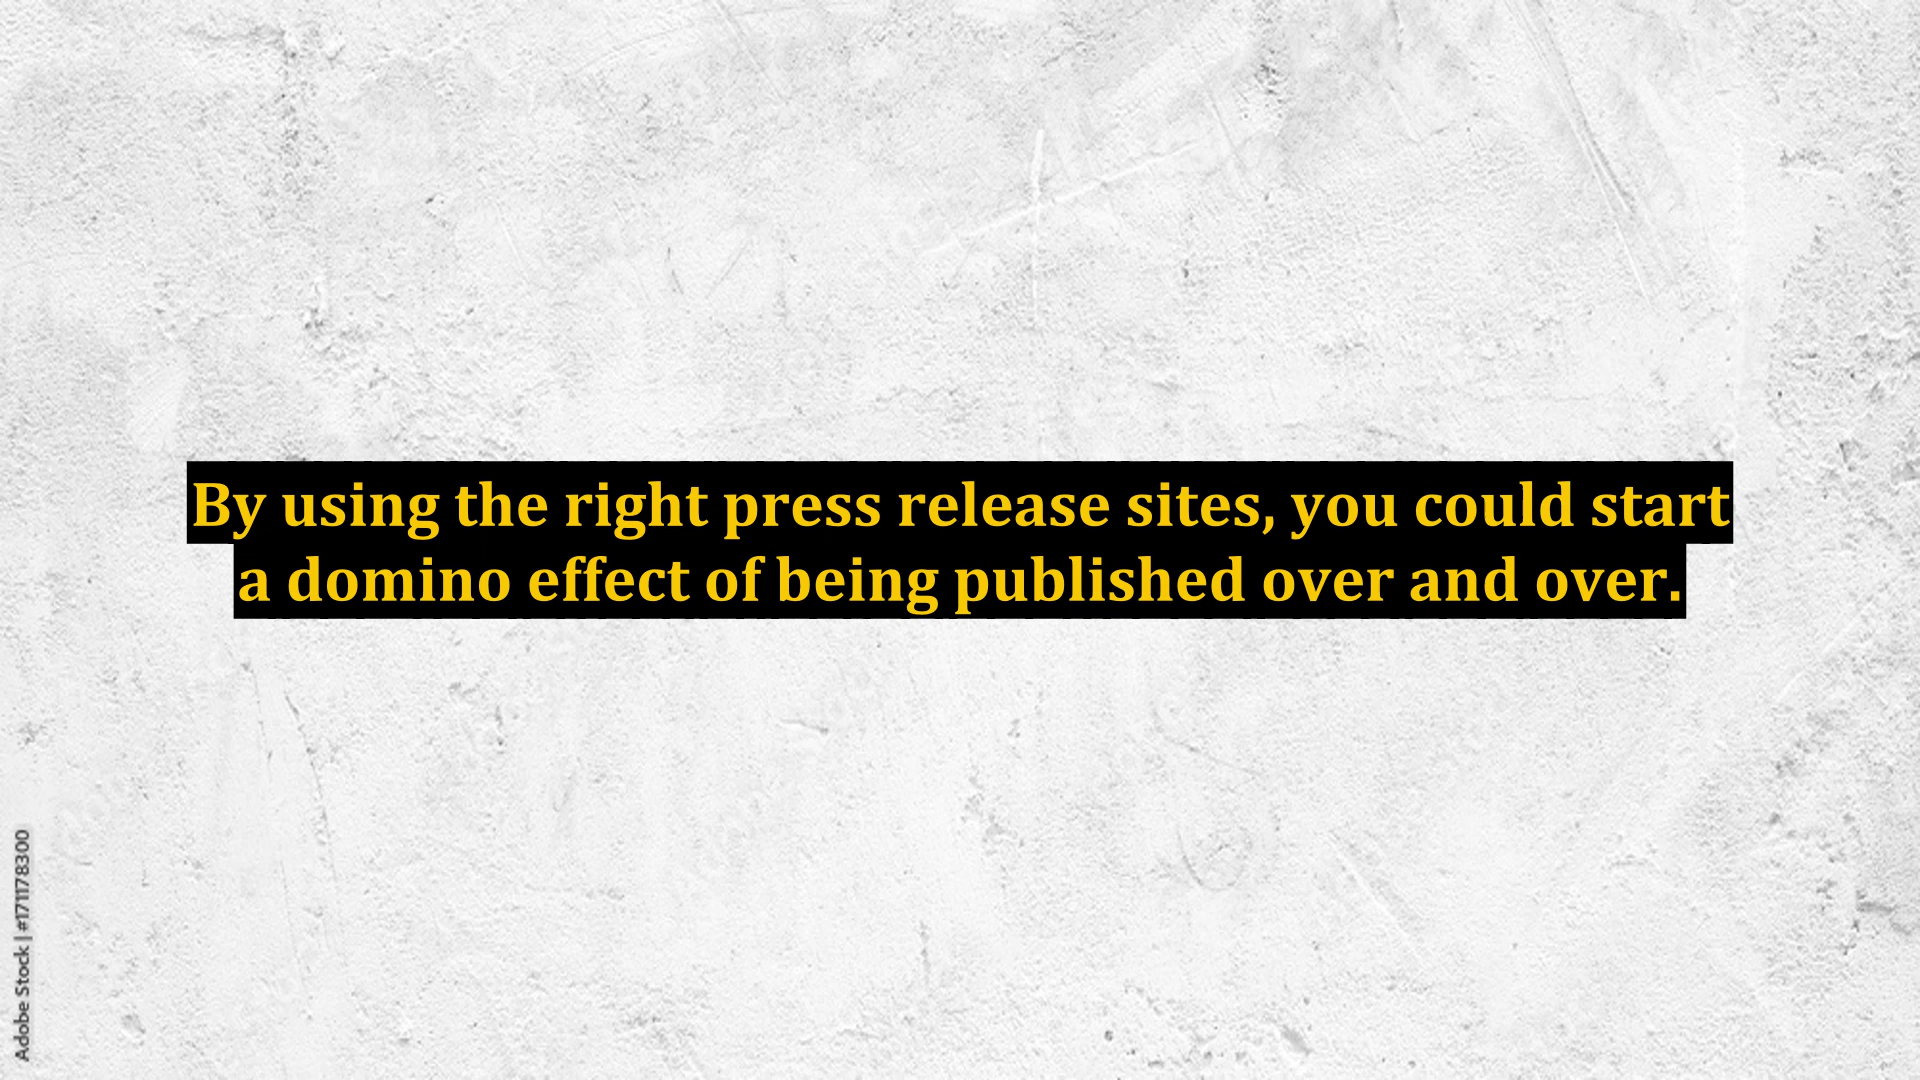 By using the right press release sites, you could start
a domino effect of being published over and over.
Adobe Stock | #171178300